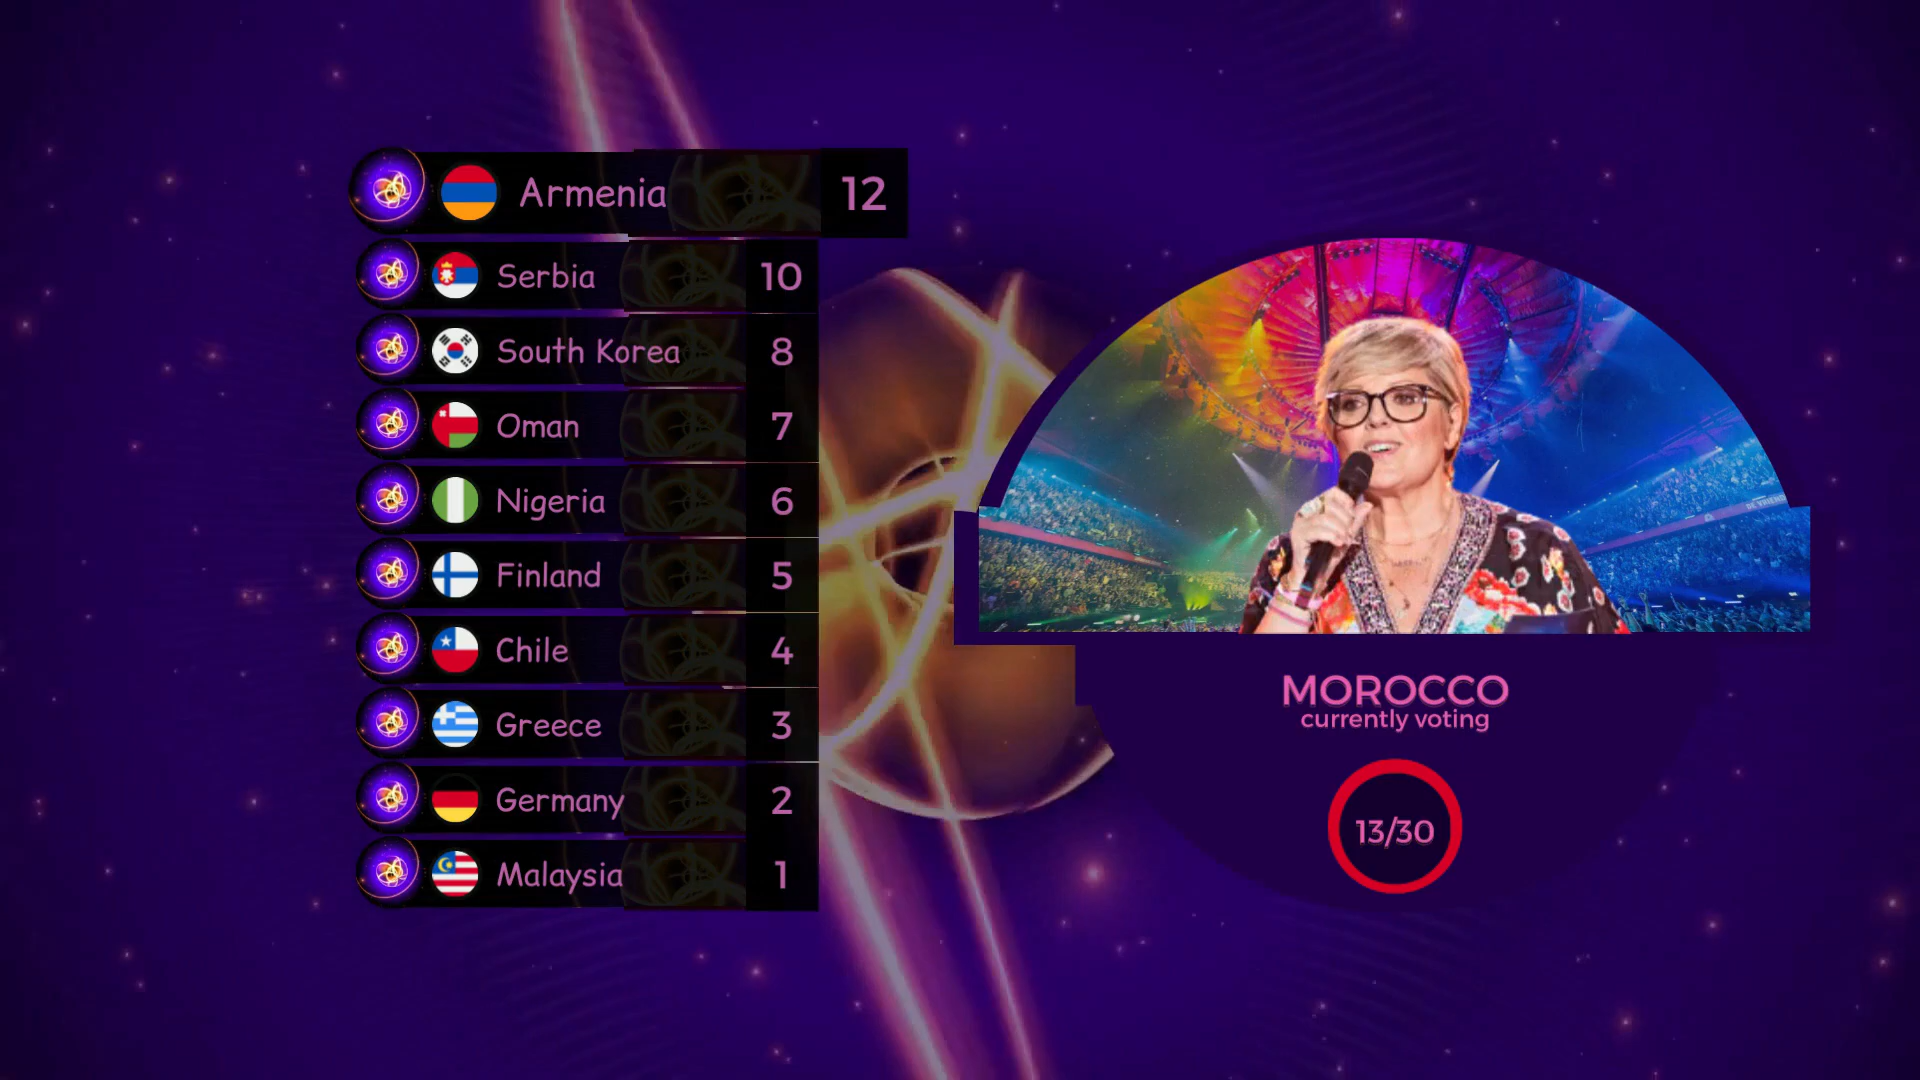 Armenia 12
Serbia 10
South Korea 8
Oman 7
Nigeria 6
Finland 5
Chile 4
Greece 3
Germany 2
Malaysia 1
MOROCCO
currently voting
13/30